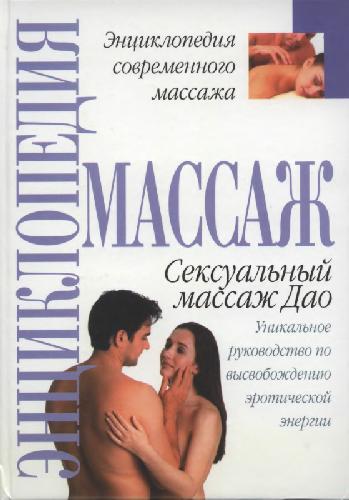 Энциклопедия
современного
массажа
ЭНЦИКЛОПЕДИЯ
МАССАЖ
Сексуальный
массаж Дао
Уникальное
руководство по
высвобождению
эротической
энергии